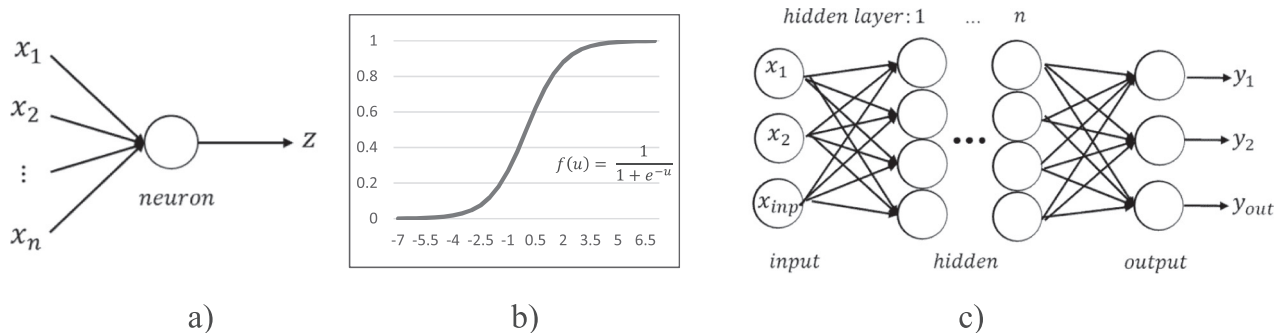 x₁
x₂
⋮
xₙ
neuron
z
a)
1
0.8
0.6
0.4
0.2
0
-7 -5.5 -4 -2.5 -1 0.5 2 3.5 5 6.5
f(u) = 1 / (1 + e⁻ᵘ)
b)
hidden layer: 1 ... n
x₁
x₂
x_inp
•••
y₁
y₂
y_out
input hidden output
c)